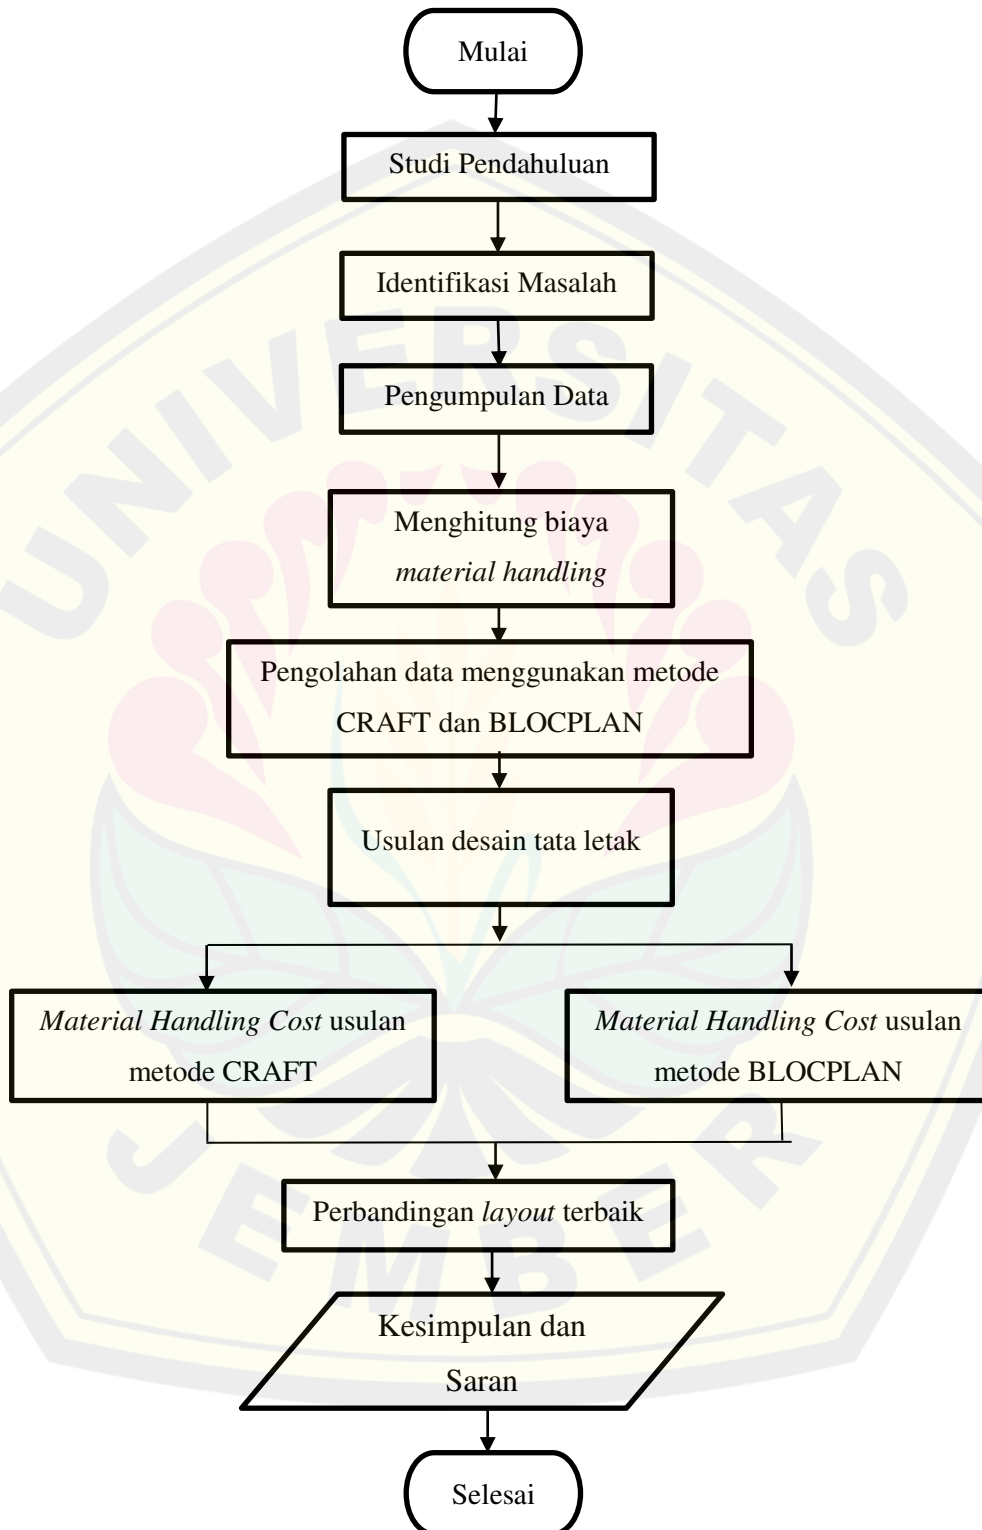 Mulai
Studi Pendahuluan
Identifikasi Masalah
Pengumpulan Data
Menghitung biaya
material handling
Pengolahan data menggunakan metode
CRAFT dan BLOCPLAN
Usulan desain tata letak
Material Handling Cost usulan
metode CRAFT
Material Handling Cost usulan
metode BLOCPLAN
Perbandingan layout terbaik
Kesimpulan dan
Saran
Selesai
UNIVERSITAS
JEMBER